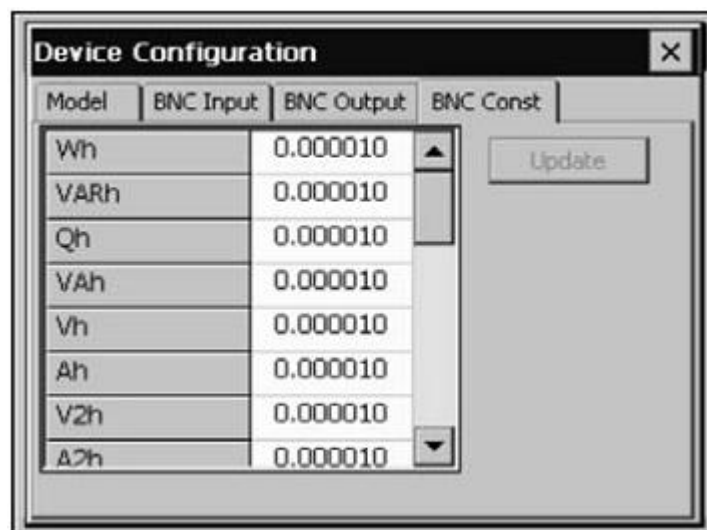 Device Configuration
Model BNC Input BNC Output BNC Const
Wh 0.000010
Update
VARh 0.000010
Qh 0.000010
VAh 0.000010
Vh 0.000010
Ah 0.000010
V2h 0.000010
A2h 0.000010